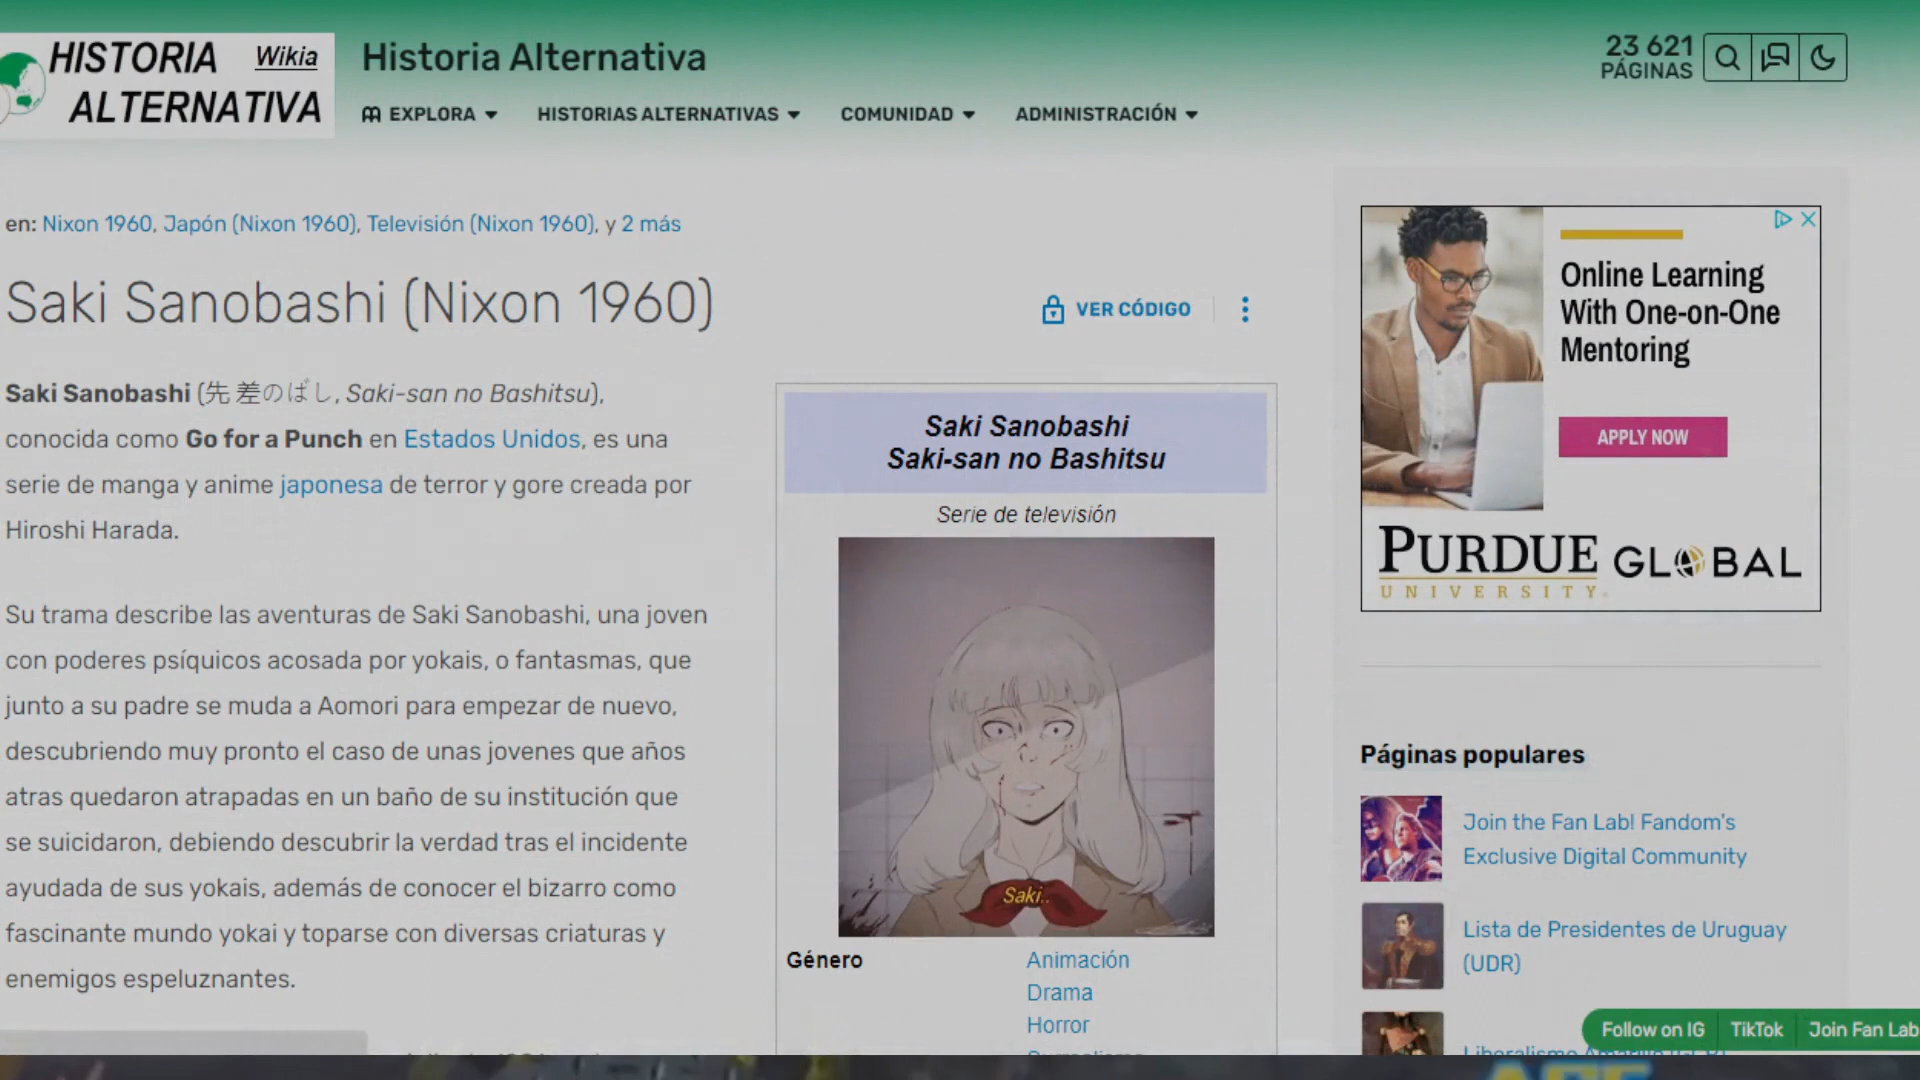 HISTORIA Wikia
ALTERNATIVA
Historia Alternativa
EXPLORA
HISTORIAS ALTERNATIVAS
COMUNIDAD
ADMINISTRACIÓN
23 621
PÁGINAS
en: Nixon 1960, Japón (Nixon 1960), Televisión (Nixon 1960), y 2 más
Saki Sanobashi (Nixon 1960)
VER CÓDIGO
Saki Sanobashi (先 差のばし, Saki-san no Bashitsu),
conocida como Go for a Punch en Estados Unidos, es una
serie de manga y anime japonesa de terror y gore creada por
Hiroshi Harada.
Su trama describe las aventuras de Saki Sanobashi, una joven
con poderes psíquicos acosada por yokais, o fantasmas, que
junto a su padre se muda a Aomori para empezar de nuevo,
descubriendo muy pronto el caso de unas jovenes que años
atras quedaron atrapadas en un baño de su institución que
se suicidaron, debiendo descubrir la verdad tras el incidente
ayudada de sus yokais, además de conocer el bizarro como
fascinante mundo yokai y toparse con diversas criaturas y
enemigos espeluznantes.
Saki Sanobashi
Saki-san no Bashitsu
Serie de televisión
Saki..
Género
Animación
Drama
Horror
Online Learning
With One-on-One
Mentoring
APPLY NOW
PURDUE GLOBAL
UNIVERSITY
Páginas populares
Join the Fan Lab! Fandom's
Exclusive Digital Community
Lista de Presidentes de Uruguay
(UDR)
Follow on IG
TikTok
Join Fan Lab